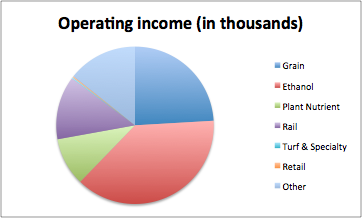 Operating income (in thousands)
Grain
Ethanol
Plant Nutrient
Rail
Turf & Specialty
Retail
Other